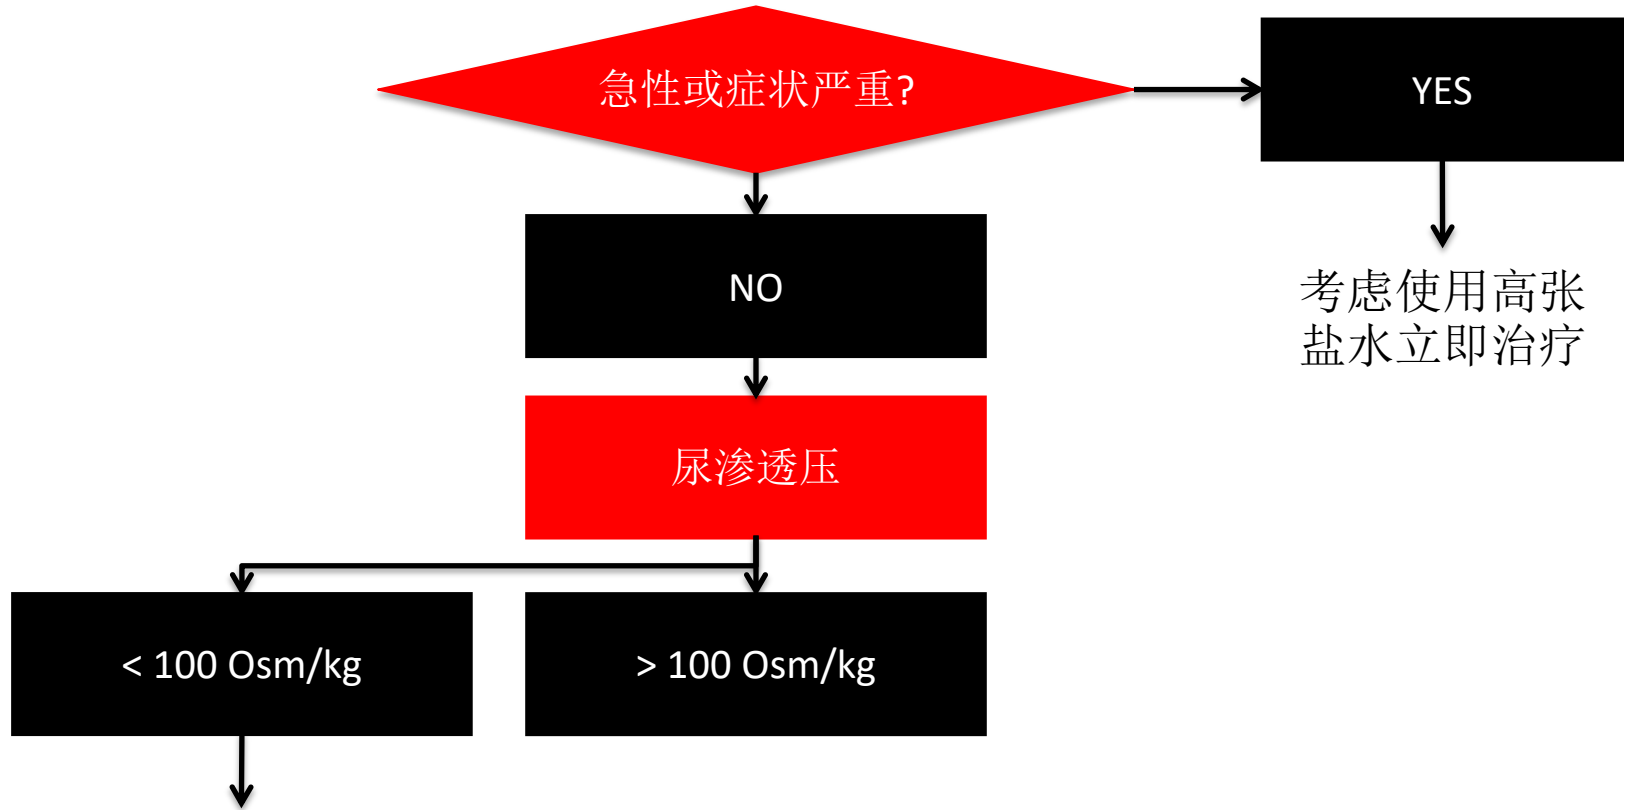 急性或症状严重?
YES
NO
考虑使用高张
盐水立即治疗
尿渗透压
< 100 Osm/kg
> 100 Osm/kg